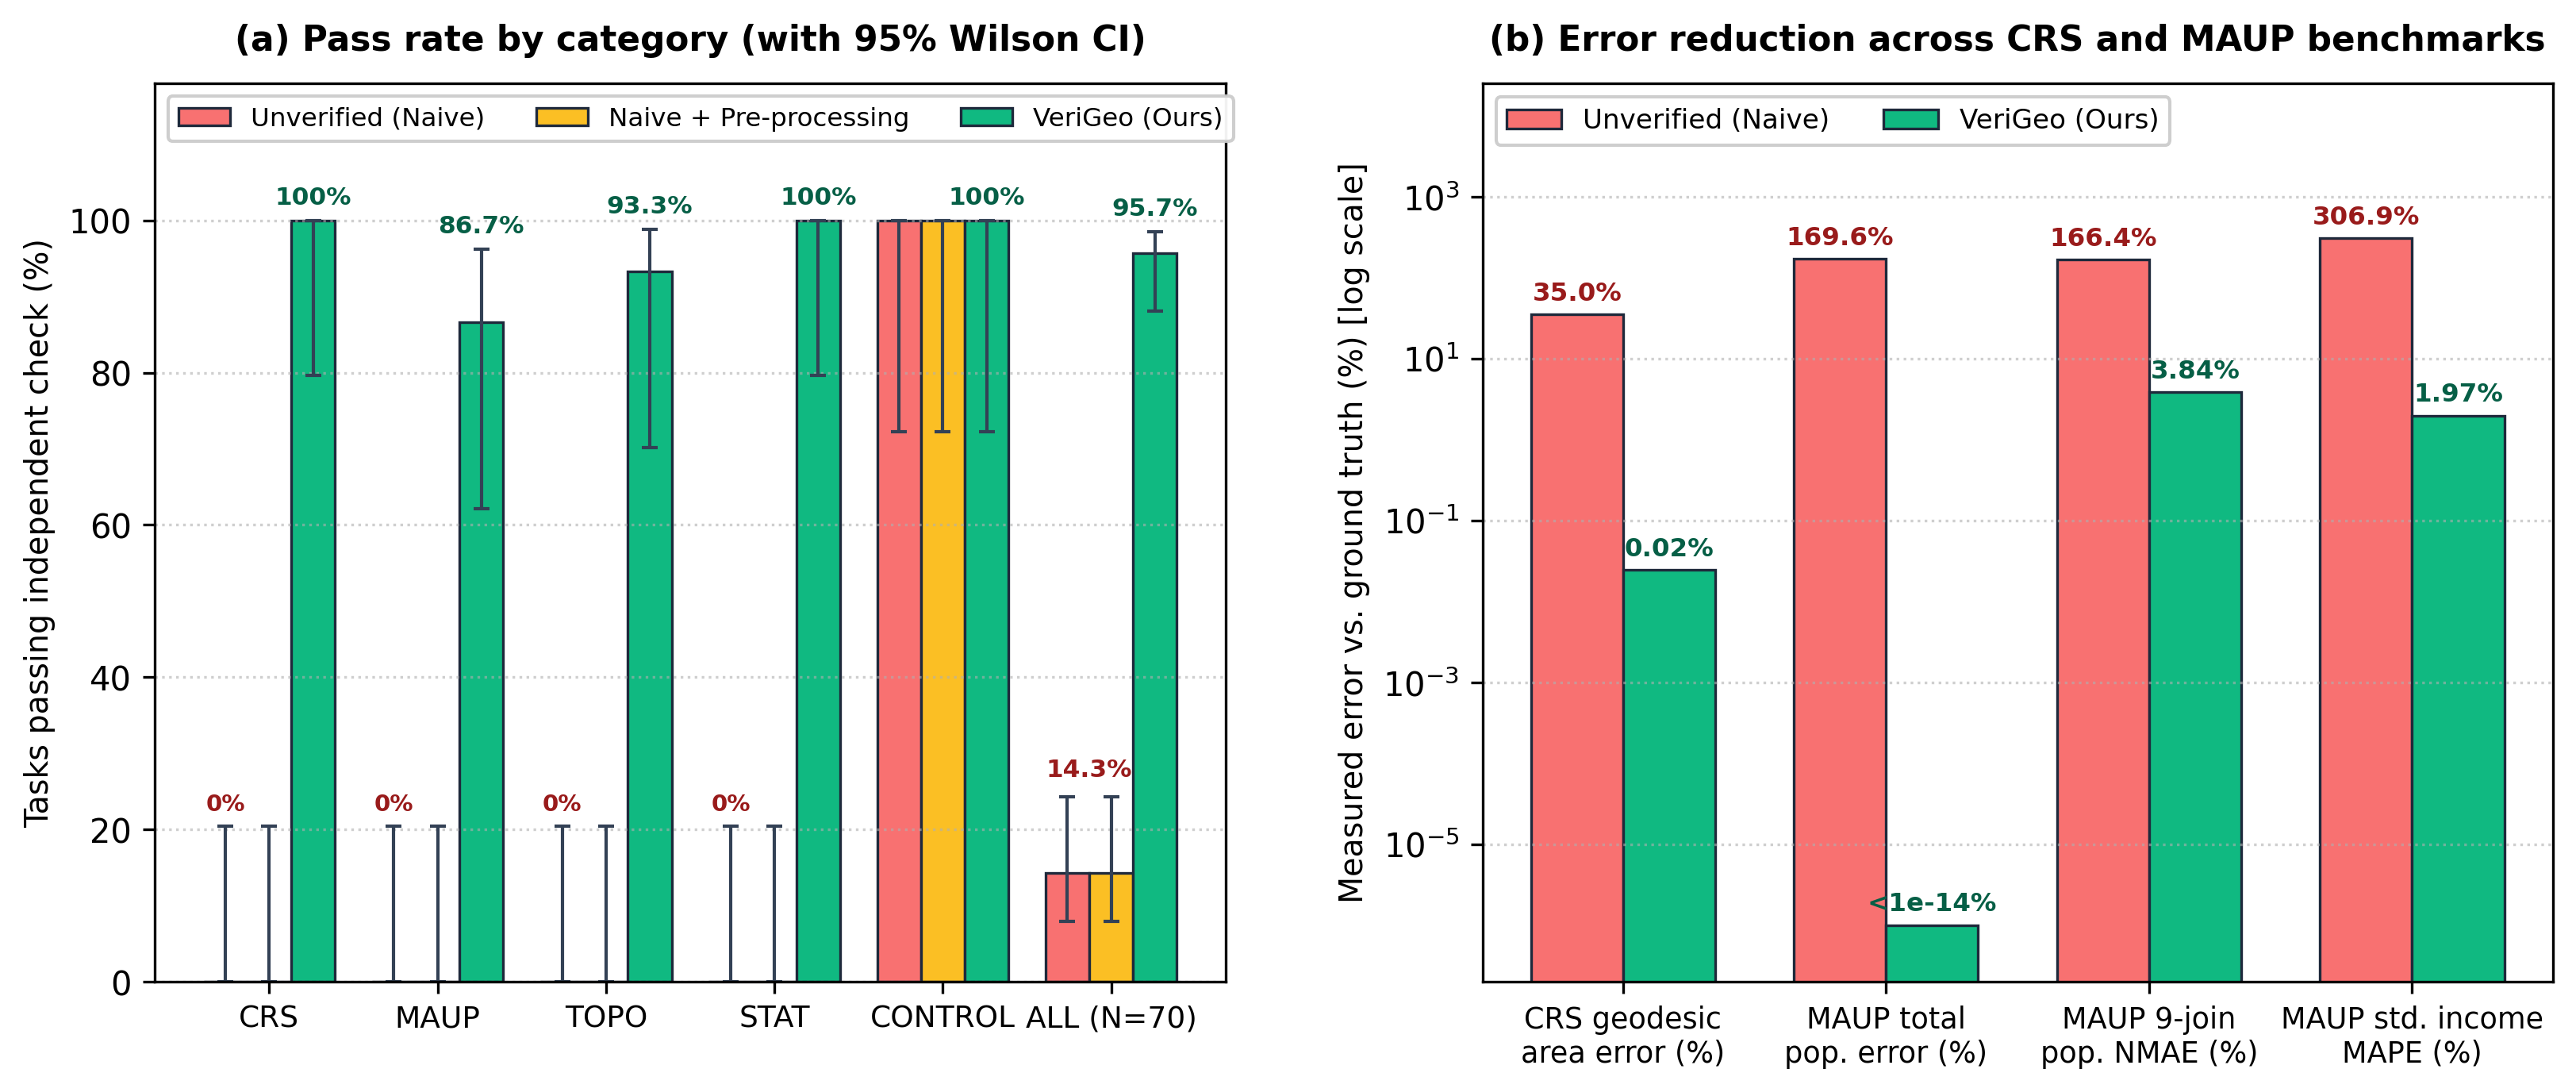 (a) Pass rate by category (with 95% Wilson CI)
Unverified (Naive)
Naive + Pre-processing
VeriGeo (Ours)
Tasks passing independent check (%)
100
80
60
40
20
0
0%
100%
0%
86.7%
0%
93.3%
0%
100%
100%
14.3%
95.7%
CRS
MAUP
TOPO
STAT
CONTROL
ALL (N=70)
(b) Error reduction across CRS and MAUP benchmarks
Unverified (Naive)
VeriGeo (Ours)
Measured error vs. ground truth (%) [log scale]
10³
10¹
10⁻¹
10⁻³
10⁻⁵
35.0%
0.02%
169.6%
<1e-14%
166.4%
3.84%
306.9%
1.97%
CRS geodesic
area error (%)
MAUP total
pop. error (%)
MAUP 9-join
pop. NMAE (%)
MAUP std. income
MAPE (%)